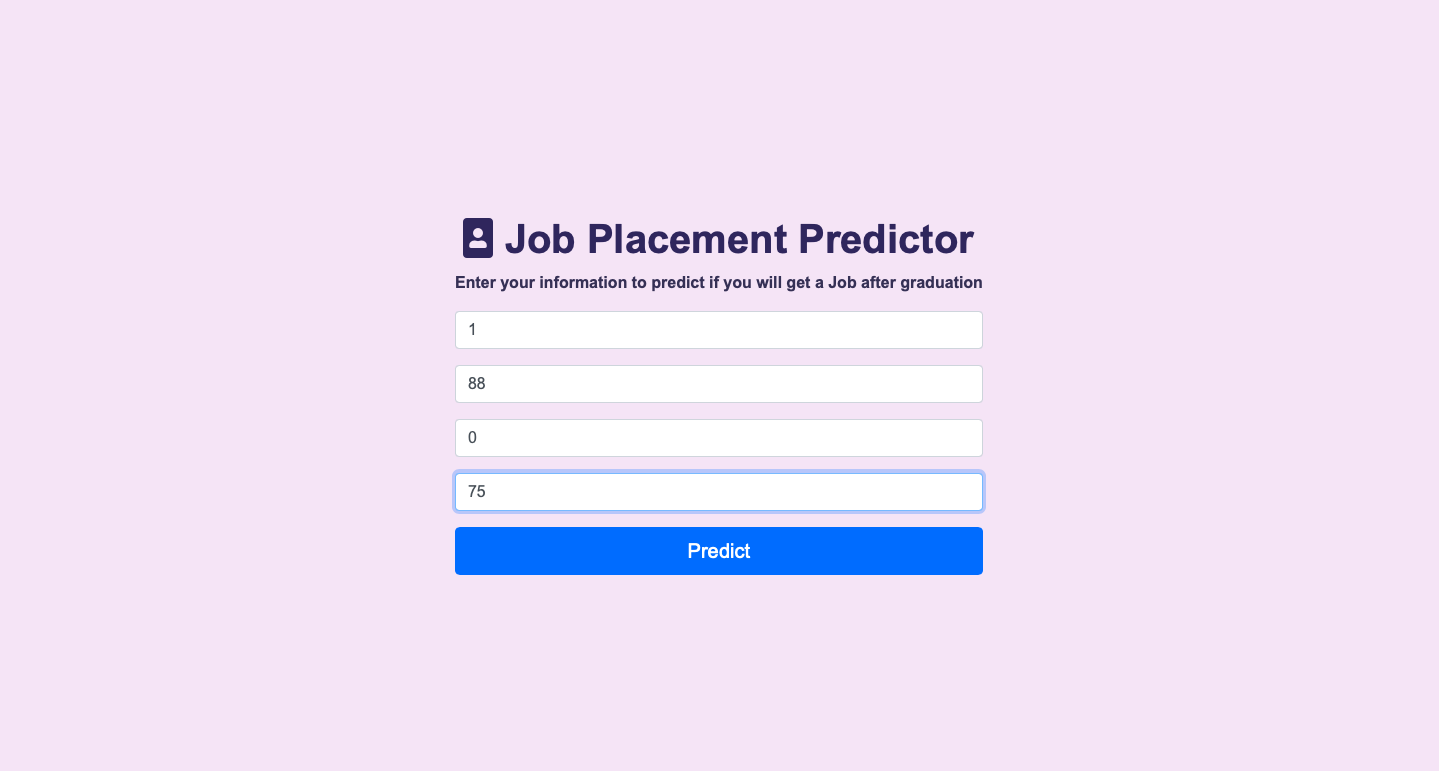 Job Placement Predictor
Enter your information to predict if you will get a Job after graduation
1
88
0
75
Predict